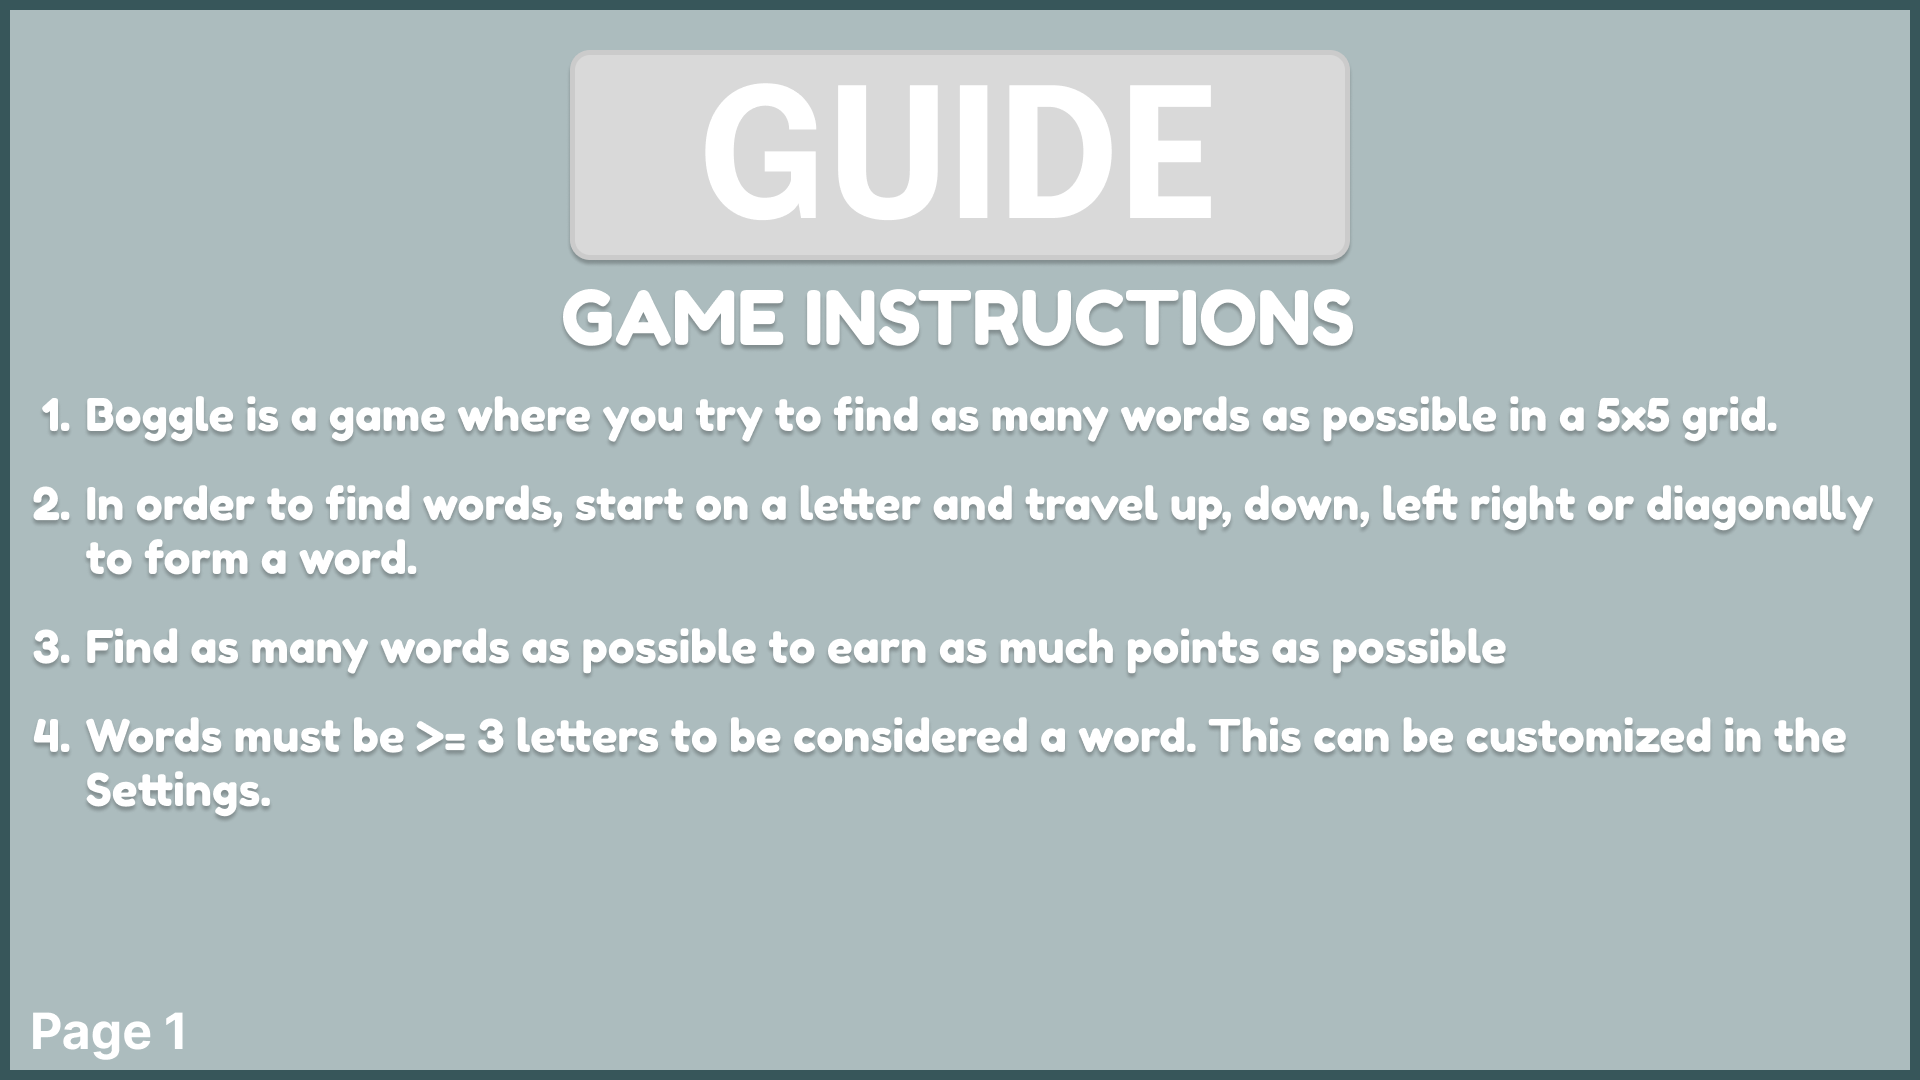 GUIDE
GAME INSTRUCTIONS
1. Boggle is a game where you try to find as many words as possible in a 5x5 grid.
2. In order to find words, start on a letter and travel up, down, left right or diagonally
to form a word.
3. Find as many words as possible to earn as much points as possible
4. Words must be >= 3 letters to be considered a word. This can be customized in the
Settings.
Page 1